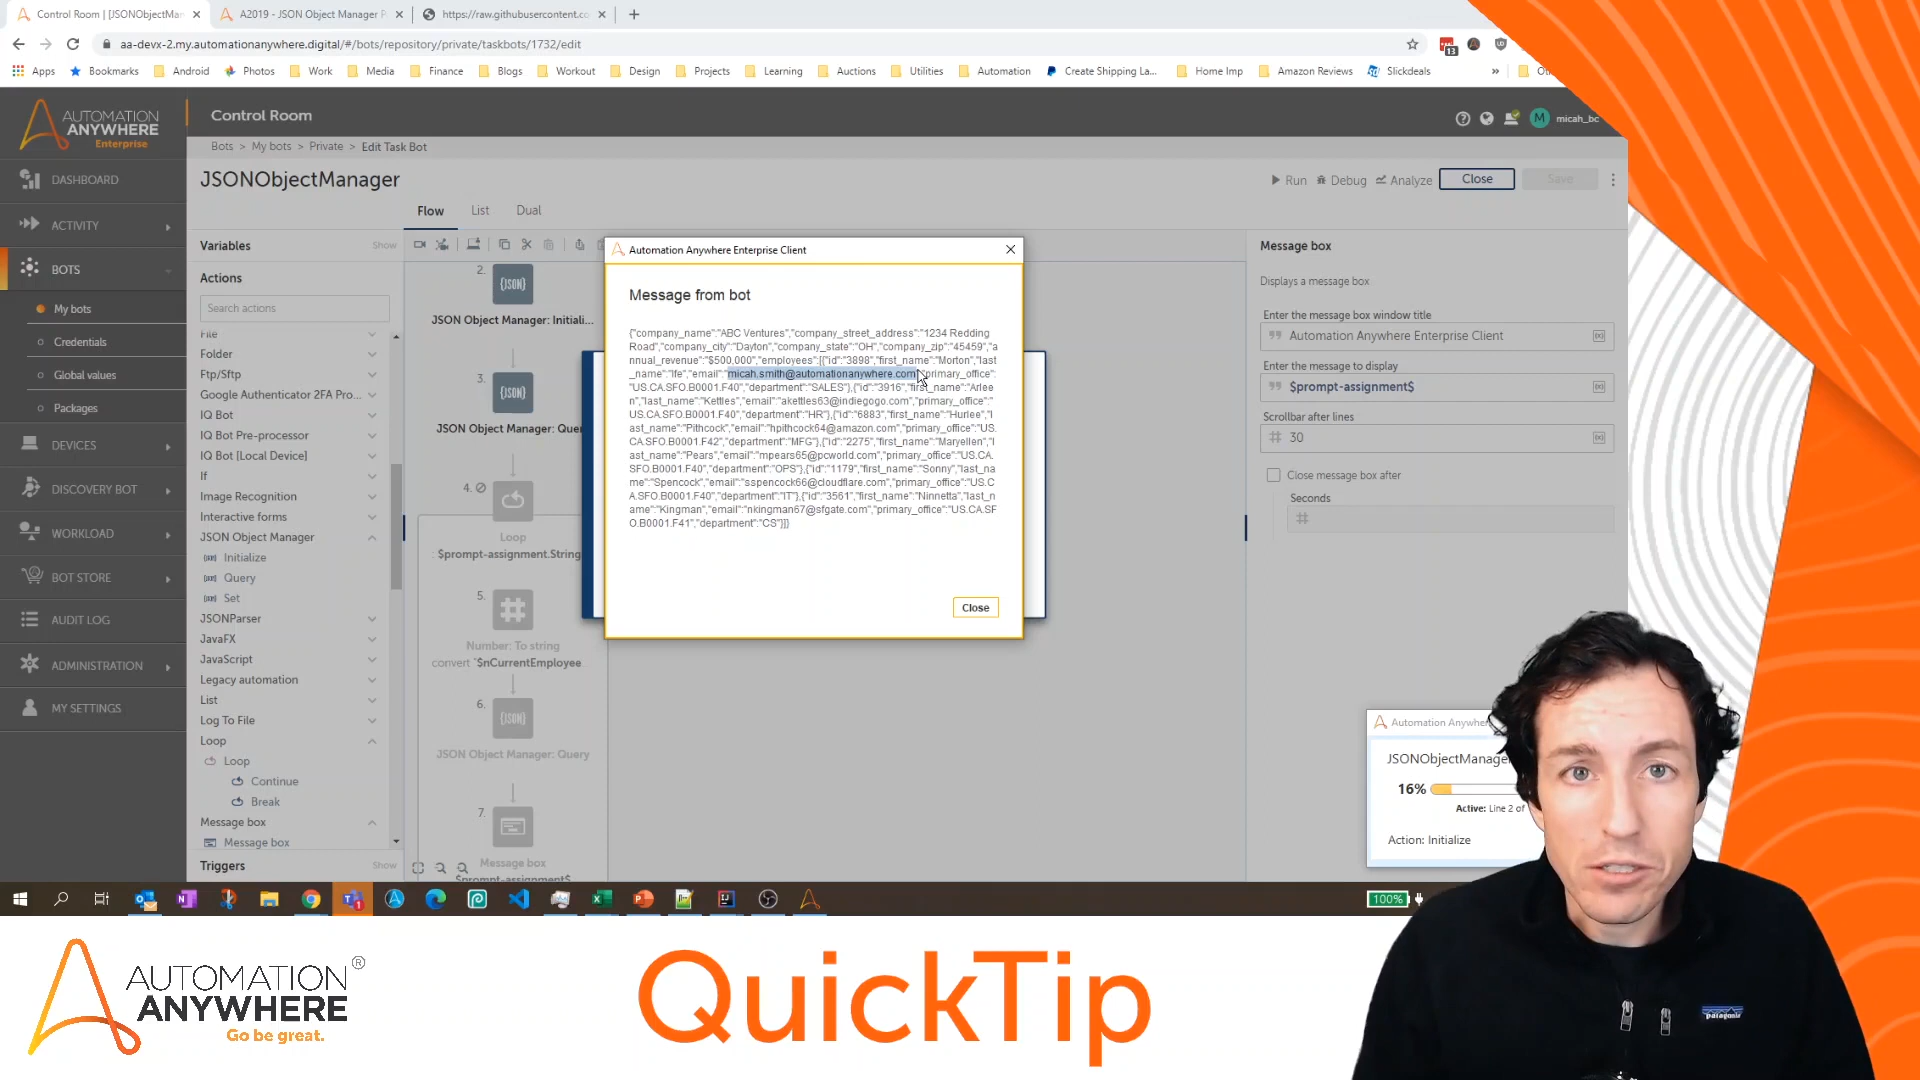 Control Room | [JSONObjectMan
A2019 - JSON Object Manager P
https://raw.githubusercontent.co
aa-devx-2.my.automationanywhere.digital/#/bots/repository/private/taskbots/1732/edit
13
Apps
Bookmarks
Android
Photos
Work
Media
Finance
Blogs
Workout
Design
Projects
Learning
Auctions
Utilities
Automation
Create Shipping La...
Home Imp
Amazon Reviews
Slickdeals
»
AUTOMATION
ANYWHERE
Enterprise
Control Room
M
micah_bc
Bots > My bots > Private > Edit Task Bot
JSONObjectManager
Run
Debug
Analyze
Close
Save
Flow
List
Dual
DASHBOARD
ACTIVITY
BOTS
My bots
Credentials
Global values
Packages
DEVICES
DISCOVERY BOT
WORKLOAD
BOT STORE
AUDIT LOG
ADMINISTRATION
MY SETTINGS
Variables
Show
Actions
Search actions
File
Folder
Ftp/Sftp
Google Authenticator 2FA Pro...
IQ Bot
IQ Bot Pre-processor
IQ Bot [Local Device]
If
Image Recognition
Interactive forms
JSON Object Manager
Initialize
Query
Set
JSONParser
JavaFX
JavaScript
Legacy automation
List
Log To File
Loop
Loop
Continue
Break
Message box
Message box
Triggers
Show
2.
{JSON}
JSON Object Manager: Initiali...
3.
{JSON}
JSON Object Manager: Que
4.
Loop
$prompt-assignment.String
5.
Number: To string
convert "$nCurrentEmployee
6.
{JSON}
JSON Object Manager: Query
7.
Message box
$prompt-assignment$
Automation Anywhere Enterprise Client
Message from bot
{"company_name":"ABC Ventures","company_street_address":"1234 Redding
Road","company_city":"Dayton","company_state":"OH","company_zip":"45459","a
nnual_revenue":"$500,000","employees":[{"id":"3898","first_name":"Morton","last
_name":"Ife","email":"micah.smith@automationanywhere.com","primary_office":
"US.CA.SFO.B0001.F40","department":"SALES"},{"id":"3916","first_name":"Arlee
n","last_name":"Kettles","email":"akettles63@indiegogo.com","primary_office":"
US.CA.SFO.B0001.F40","department":"HR"},{"id":"6883","first_name":"Hurlee","l
ast_name":"Pithcock","email":"hpithcock64@amazon.com","primary_office":"US.
CA.SFO.B0001.F42","department":"MFG"},{"id":"2275","first_name":"Maryellen","l
ast_name":"Pears","email":"mpears65@pcworld.com","primary_office":"US.CA.
SFO.B0001.F40","department":"OPS"},{"id":"1179","first_name":"Sonny","last_na
me":"Spencock","email":"sspencock66@cloudflare.com","primary_office":"US.C
A.SFO.B0001.F40","department":"IT"},{"id":"3561","first_name":"Ninnetta","last_n
ame":"Kingman","email":"nkingman67@sfgate.com","primary_office":"US.CA.SF
O.B0001.F41","department":"CS"}]}
Close
Message box
Displays a message box
Enter the message box window title
Automation Anywhere Enterprise Client
Enter the message to display
$prompt-assignment$
Scrollbar after lines
30
Close message box after
Seconds
Automation Anywher
JSONObjectManager
16%
Active: Line 2 of
Action: Initialize
100%
AUTOMATION®
ANYWHERE
Go be great.
QuickTip
patagonia